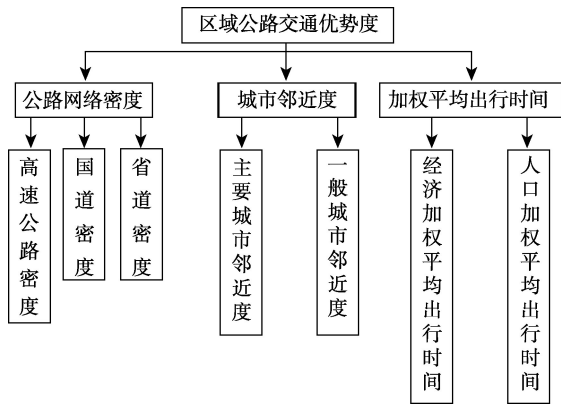 区域公路交通优势度
公路网络密度
城市邻近度
加权平均出行时间
高速公路密度
国道密度
省道密度
主要城市邻近度
一般城市邻近度
经济加权平均出行时间
人口加权平均出行时间